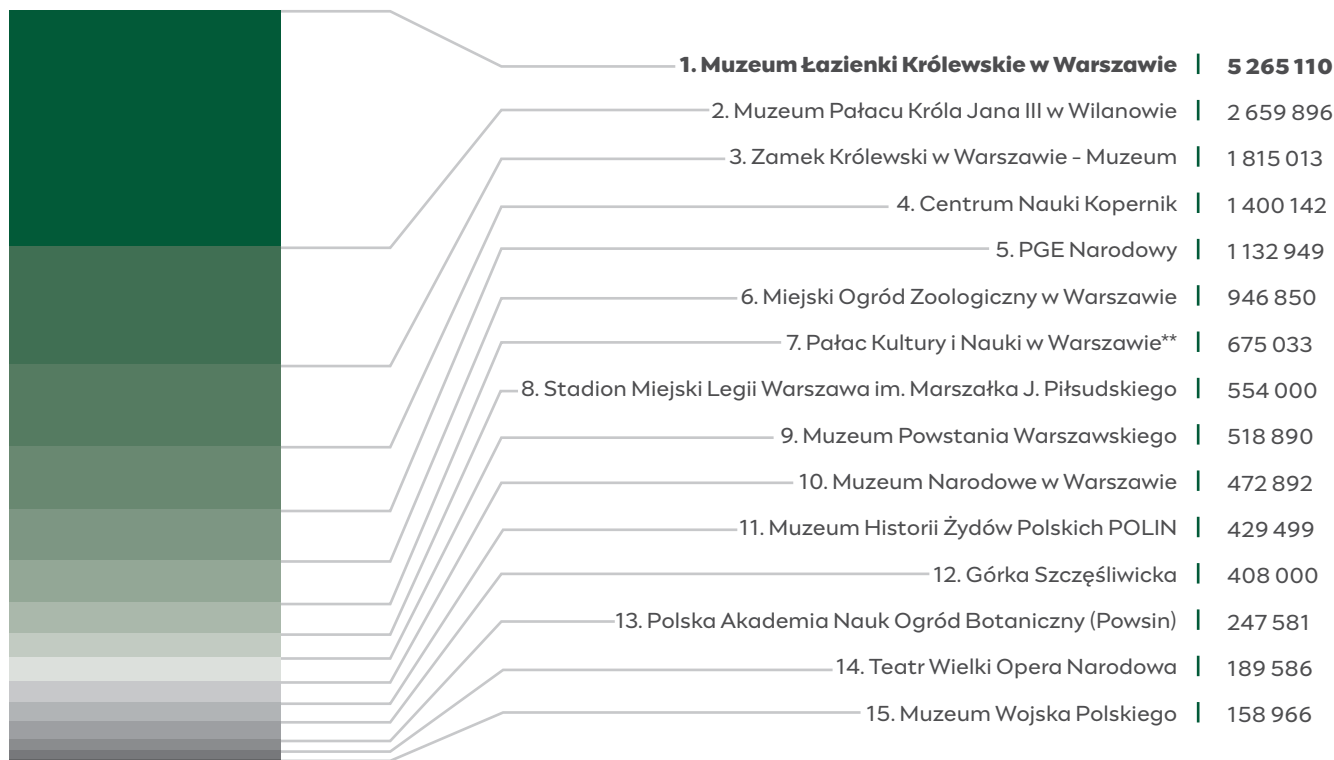 1. Muzeum Łazienki Królewskie w Warszawie | 5 265 110
2. Muzeum Pałacu Króla Jana III w Wilanowie | 2 659 896
3. Zamek Królewski w Warszawie - Muzeum | 1 815 013
4. Centrum Nauki Kopernik | 1 400 142
5. PGE Narodowy | 1 132 949
6. Miejski Ogród Zoologiczny w Warszawie | 946 850
7. Pałac Kultury i Nauki w Warszawie** | 675 033
8. Stadion Miejski Legii Warszawa im. Marszałka J. Piłsudskiego | 554 000
9. Muzeum Powstania Warszawskiego | 518 890
10. Muzeum Narodowe w Warszawie | 472 892
11. Muzeum Historii Żydów Polskich POLIN | 429 499
12. Górka Szczęśliwicka | 408 000
13. Polska Akademia Nauk Ogród Botaniczny (Powsin) | 247 581
14. Teatr Wielki Opera Narodowa | 189 586
15. Muzeum Wojska Polskiego | 158 966